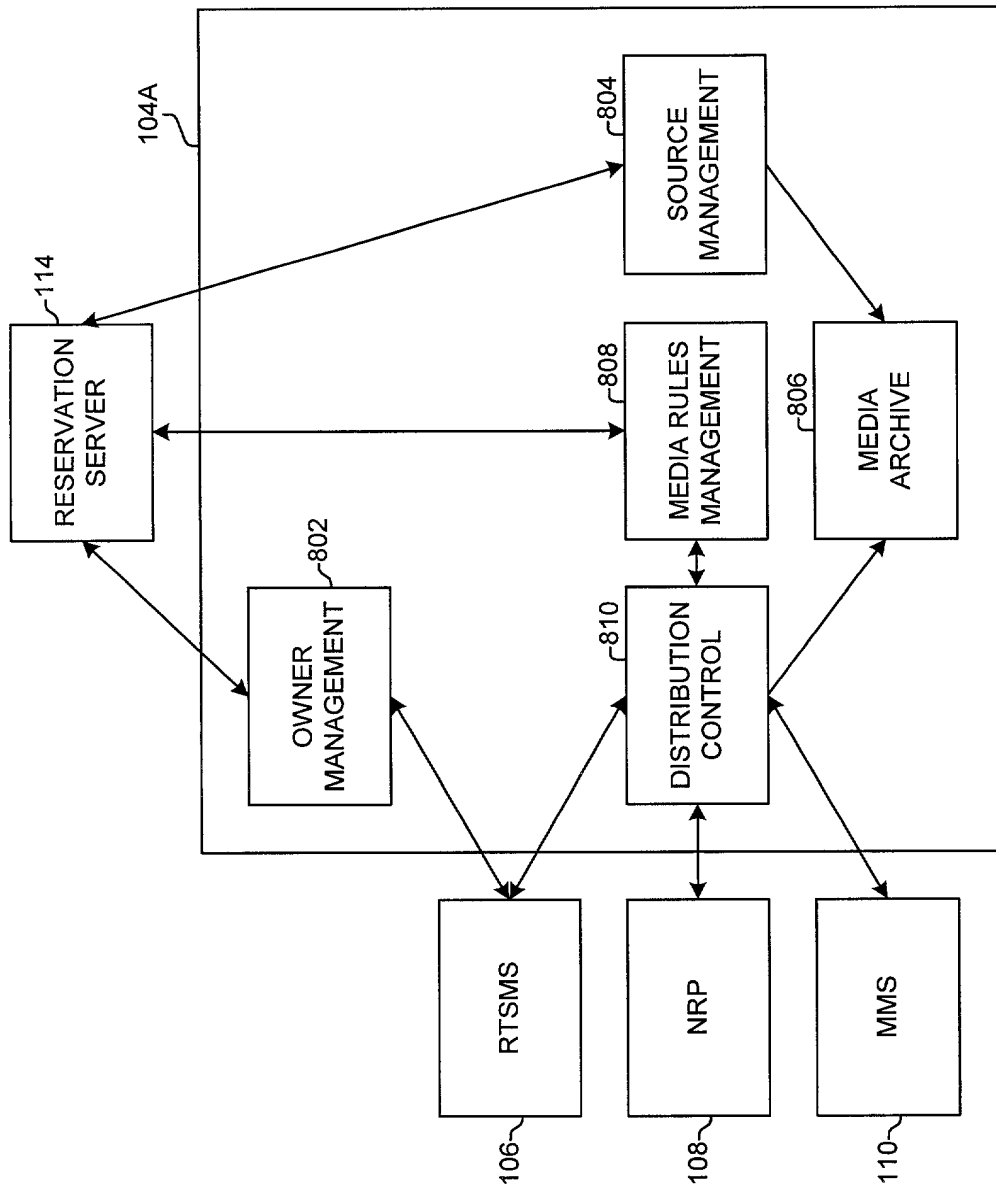 104A
114
RESERVATION
SERVER
802
OWNER
MANAGEMENT
804
SOURCE
MANAGEMENT
808
MEDIA RULES
MANAGEMENT
810
DISTRIBUTION
CONTROL
806
MEDIA
ARCHIVE
RTSMS
106
NRP
108
MMS
110